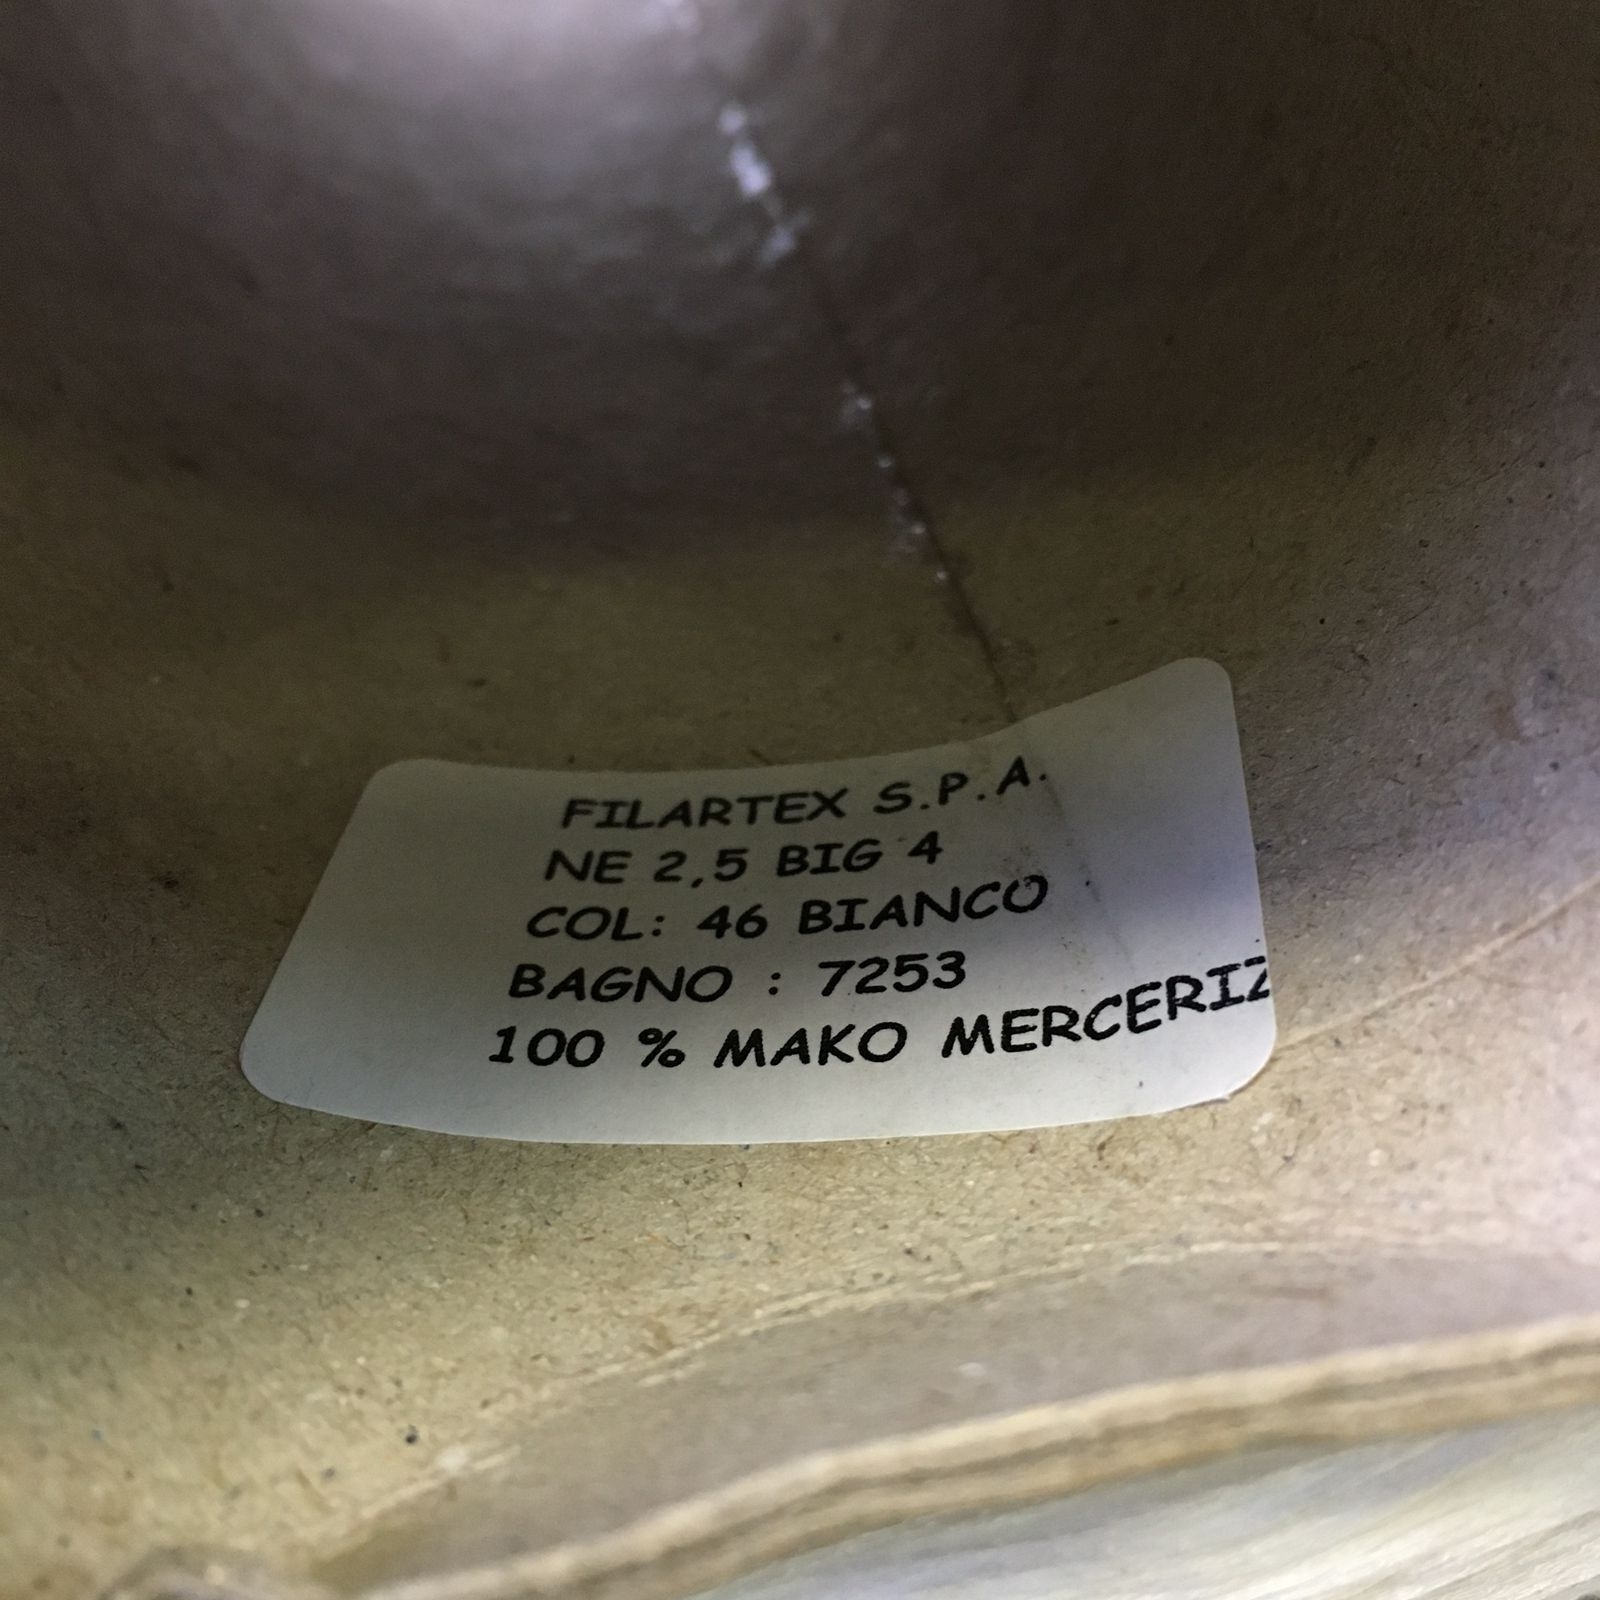 FILARTEX S.P.A.
NE 2,5 BIG 4
COL: 46 BIANCO
BAGNO : 7253
100 % MAKO MERCERIZ